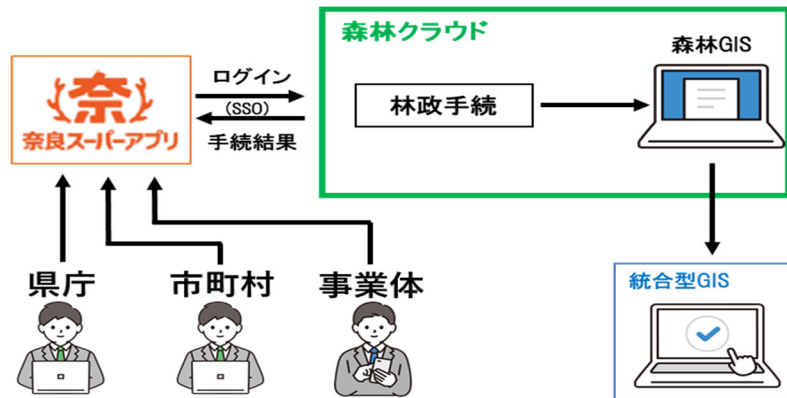 森林クラウド
森林GIS
奈
奈良スーパーアプリ
ログイン
(SSO)
手続結果
林政手続
県庁
市町村
事業体
統合型GIS